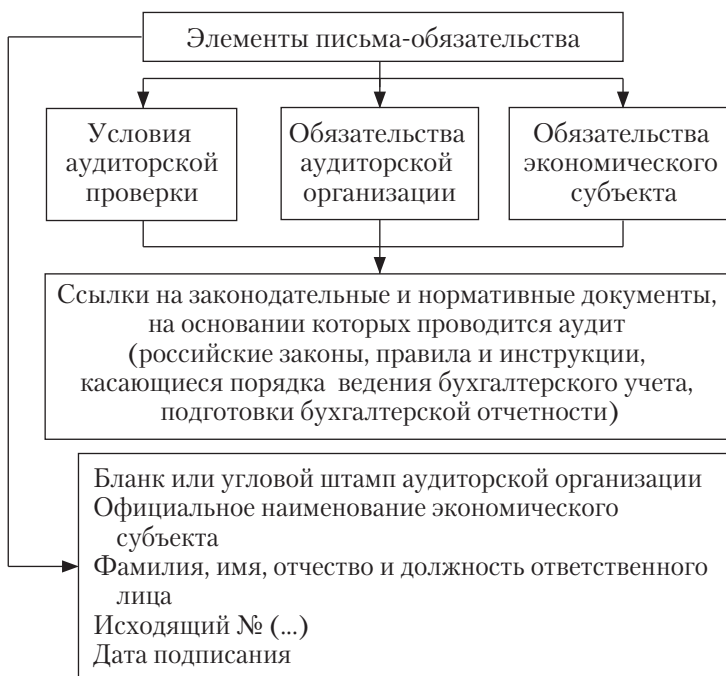 Элементы письма-обязательства
Условия
аудиторской
проверки
Обязательства
аудиторской
организации
Обязательства
экономического
субъекта
Ссылки на законодательные и нормативные документы,
на основании которых проводится аудит
(российские законы, правила и инструкции,
касающиеся порядка ведения бухгалтерского учета,
подготовки бухгалтерской отчетности)
Бланк или угловой штамп аудиторской организации
Официальное наименование экономического
субъекта
Фамилия, имя, отчество и должность ответственного
лица
Исходящий № (...)
Дата подписания